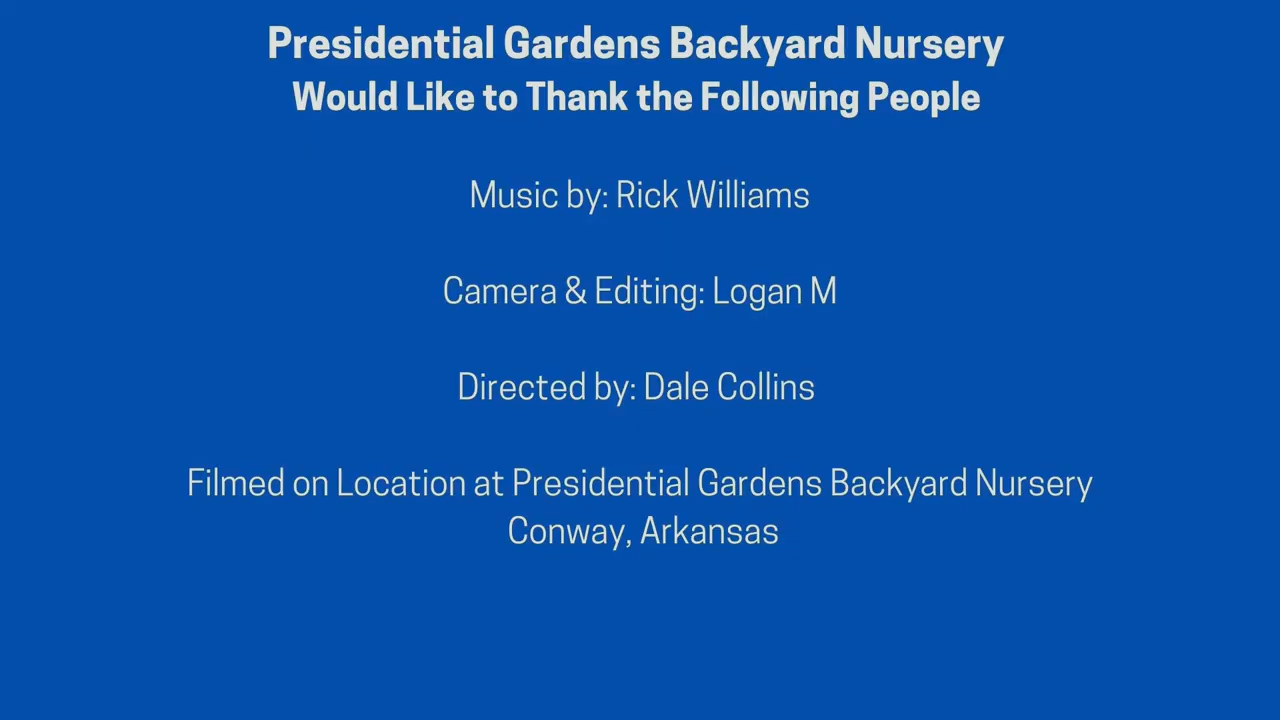 Presidential Gardens Backyard Nursery
Would Like to Thank the Following People
Music by: Rick Williams
Camera & Editing: Logan M
Directed by: Dale Collins
Filmed on Location at Presidential Gardens Backyard Nursery
Conway, Arkansas